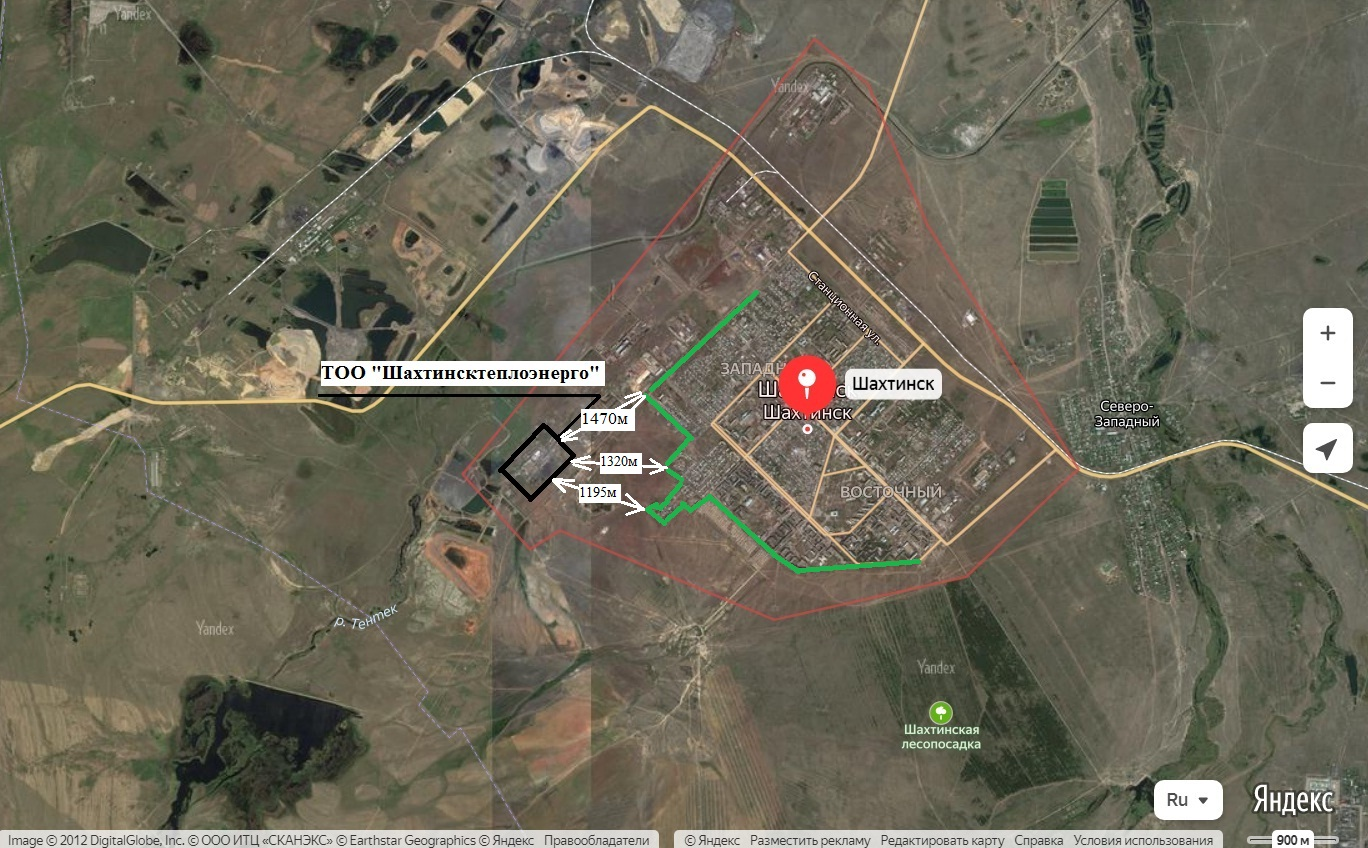 Yandex
Yandex
Станционная ул.
ТОО "Шахтинсктеплоэнерго"
ЗАПАДН
Шахтинск
Шахтинск
1470м
Северо-
Западный
1320м
1195м
ВОСТОЧНЫЙ
р. Тентек
Yandex
Yandex
Шахтинская
лесопосадка
Ru
Яндекс
Image © 2012 DigitalGlobe, Inc. © ООО ИТЦ «СКАНЭКС» © Earthstar Geographics © Яндекс Правообладатели
© Яндекс Разместить рекламу Редактировать карту Справка Условия использования
900 м